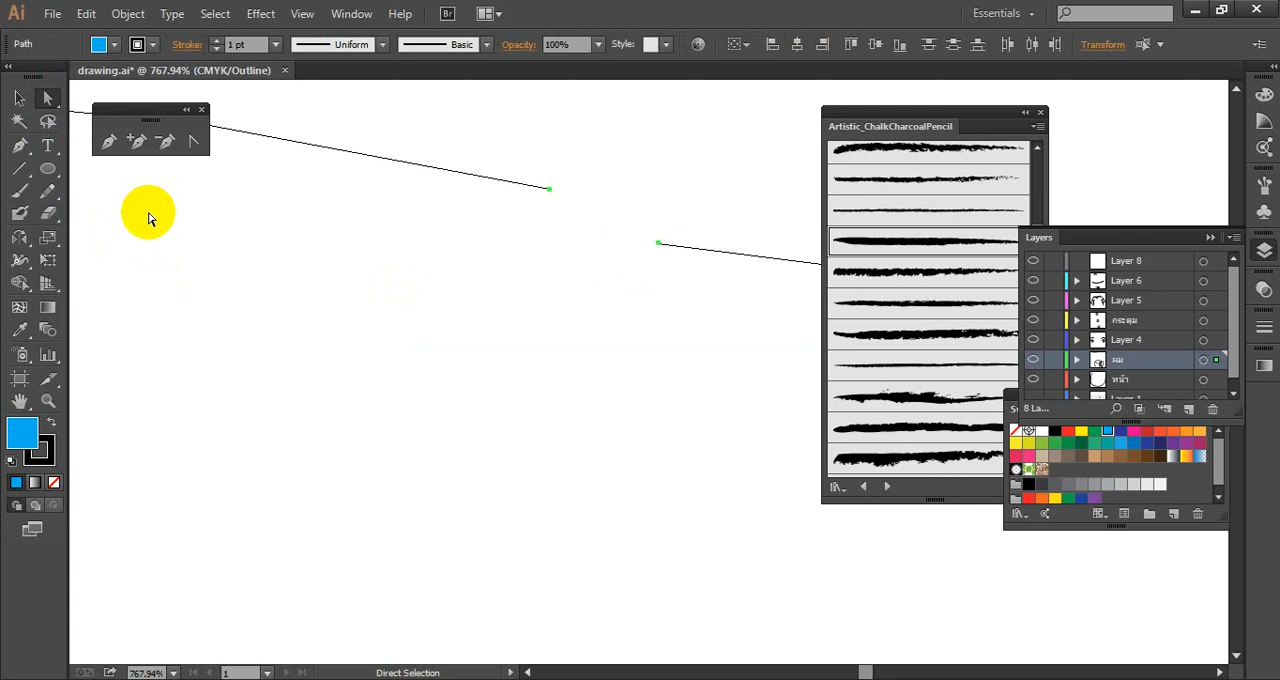 Ai File Edit Object Type Select Effect View Window Help Br Essentials
Path Stroke: 1 pt Uniform Basic Opacity: 100% Style: Transform
drawing.ai* @ 767.94% (CMYK/Outline)
Artistic_ChalkCharcoalPencil
Layers
Layer 8
Layer 6
Layer 5
กระดุม
Layer 4
ผม
หน้า
8 La...
767.94% 1 Direct Selection